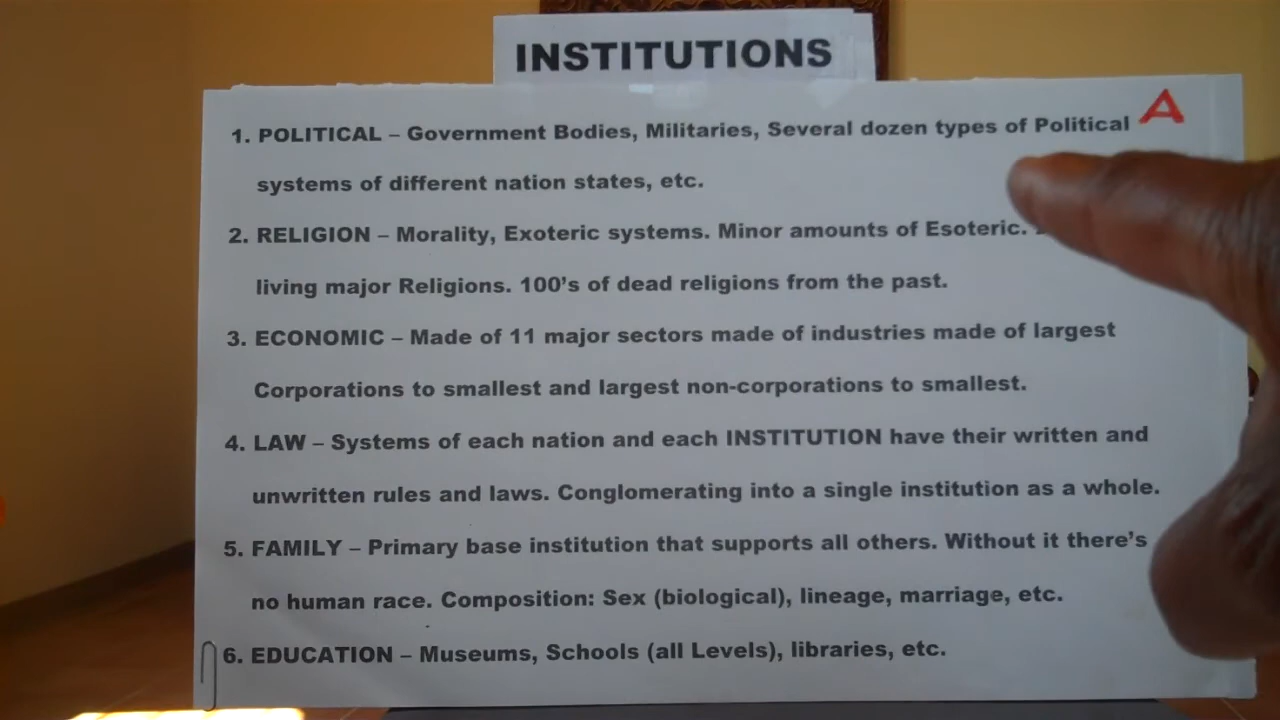 INSTITUTIONS
A
1. POLITICAL – Government Bodies, Militaries, Several dozen types of Political
systems of different nation states, etc.
2. RELIGION – Morality, Exoteric systems. Minor amounts of Esoteric.
living major Religions. 100's of dead religions from the past.
3. ECONOMIC – Made of 11 major sectors made of industries made of largest
Corporations to smallest and largest non-corporations to smallest.
4. LAW – Systems of each nation and each INSTITUTION have their written and
unwritten rules and laws. Conglomerating into a single institution as a whole.
5. FAMILY – Primary base institution that supports all others. Without it there's
no human race. Composition: Sex (biological), lineage, marriage, etc.
6. EDUCATION – Museums, Schools (all Levels), libraries, etc.